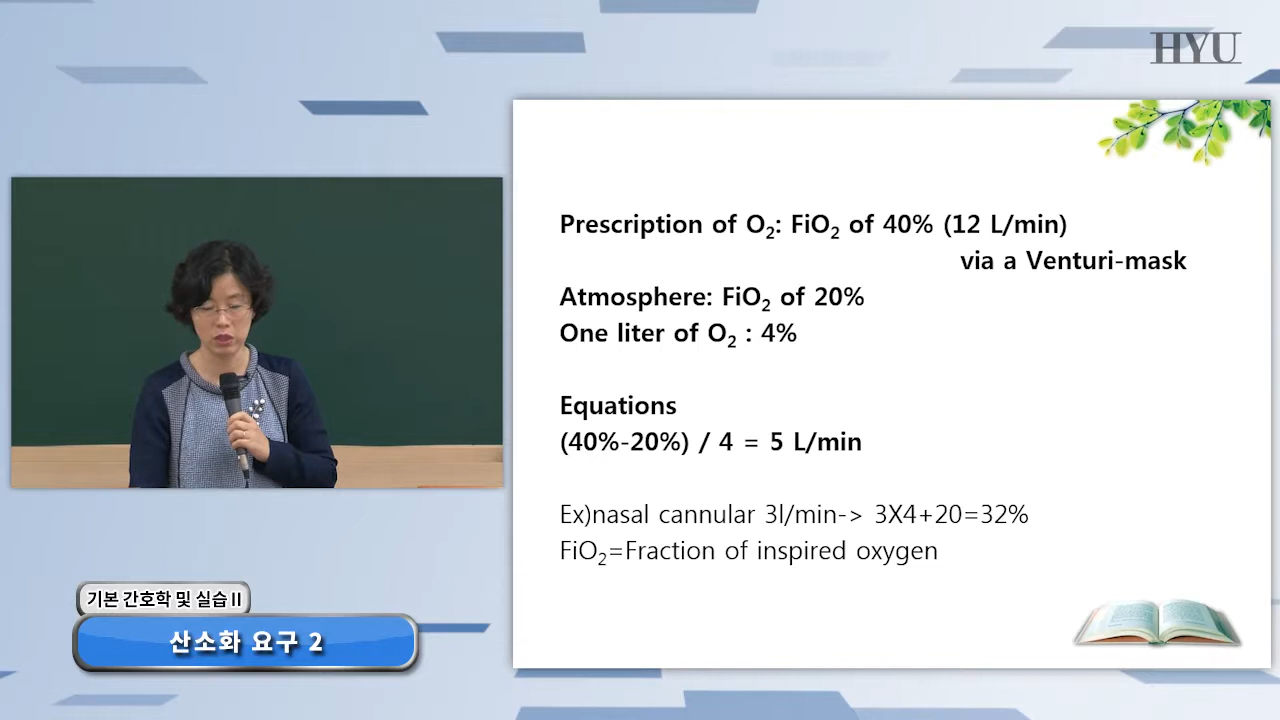 HYU
Prescription of O₂: FiO₂ of 40% (12 L/min)
via a Venturi-mask
Atmosphere: FiO₂ of 20%
One liter of O₂ : 4%
Equations
(40%-20%) / 4 = 5 L/min
Ex)nasal cannular 3l/min-> 3X4+20=32%
FiO₂=Fraction of inspired oxygen
기본 간호학 및 실습 II
산소화 요구 2